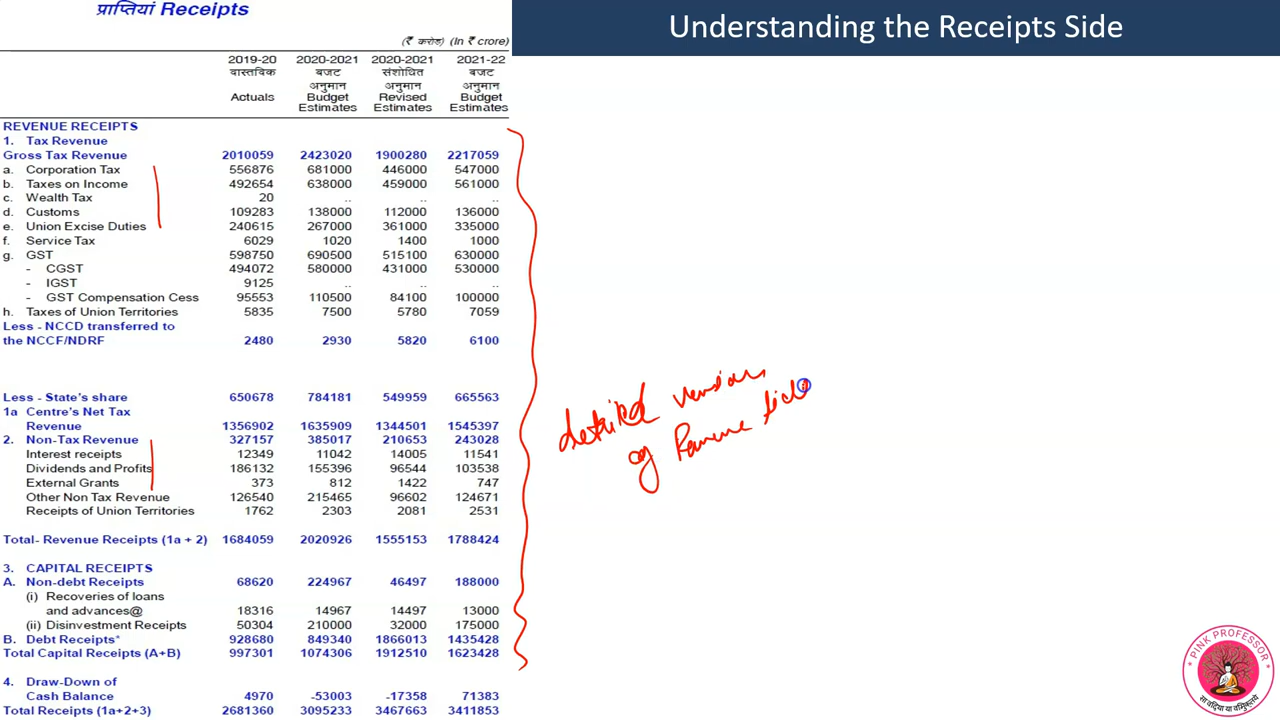 प्राप्तियां Receipts
Understanding the Receipts Side
(₹ करोड़) (In ₹ crore)
2019-20 2020-2021 2020-2021 2021-22
वास्तविक बजट संशोधित बजट
अनुमान अनुमान अनुमान
Actuals Budget Revised Budget
Estimates Estimates Estimates
REVENUE RECEIPTS
1. Tax Revenue
Gross Tax Revenue 2010059 2423020 1900280 2217059
a. Corporation Tax 556876 681000 446000 547000
b. Taxes on Income 492654 638000 459000 561000
c. Wealth Tax 20 .. .. ..
d. Customs 109283 138000 112000 136000
e. Union Excise Duties 240615 267000 361000 335000
f. Service Tax 6029 1020 1400 1000
g. GST 598750 690500 515100 630000
- CGST 494072 580000 431000 530000
- IGST 9125 .. .. ..
- GST Compensation Cess 95553 110500 84100 100000
h. Taxes of Union Territories 5835 7500 5780 7059
Less - NCCD transferred to
the NCCF/NDRF 2480 2930 5820 6100
Less - State's share 650678 784181 549959 665563
1a Centre's Net Tax
Revenue 1356902 1635909 1344501 1545397
2. Non-Tax Revenue 327157 385017 210653 243028
Interest receipts 12349 11042 14005 11541
Dividends and Profits 186132 155396 96544 103538
External Grants 373 812 1422 747
Other Non Tax Revenue 126540 215465 96602 124671
Receipts of Union Territories 1762 2303 2081 2531
Total- Revenue Receipts (1a + 2) 1684059 2020926 1555153 1788424
3. CAPITAL RECEIPTS
A. Non-debt Receipts 68620 224967 46497 188000
(i) Recoveries of loans
and advances@ 18316 14967 14497 13000
(ii) Disinvestment Receipts 50304 210000 32000 175000
B. Debt Receipts* 928680 849340 1866013 1435428
Total Capital Receipts (A+B) 997301 1074306 1912510 1623428
4. Draw-Down of
Cash Balance 4970 -53003 -17358 71383
Total Receipts (1a+2+3) 2681360 3095233 3467663 3411853
detailed version
of side
PINK PROFESSOR
सा विद्या या विमुक्तये